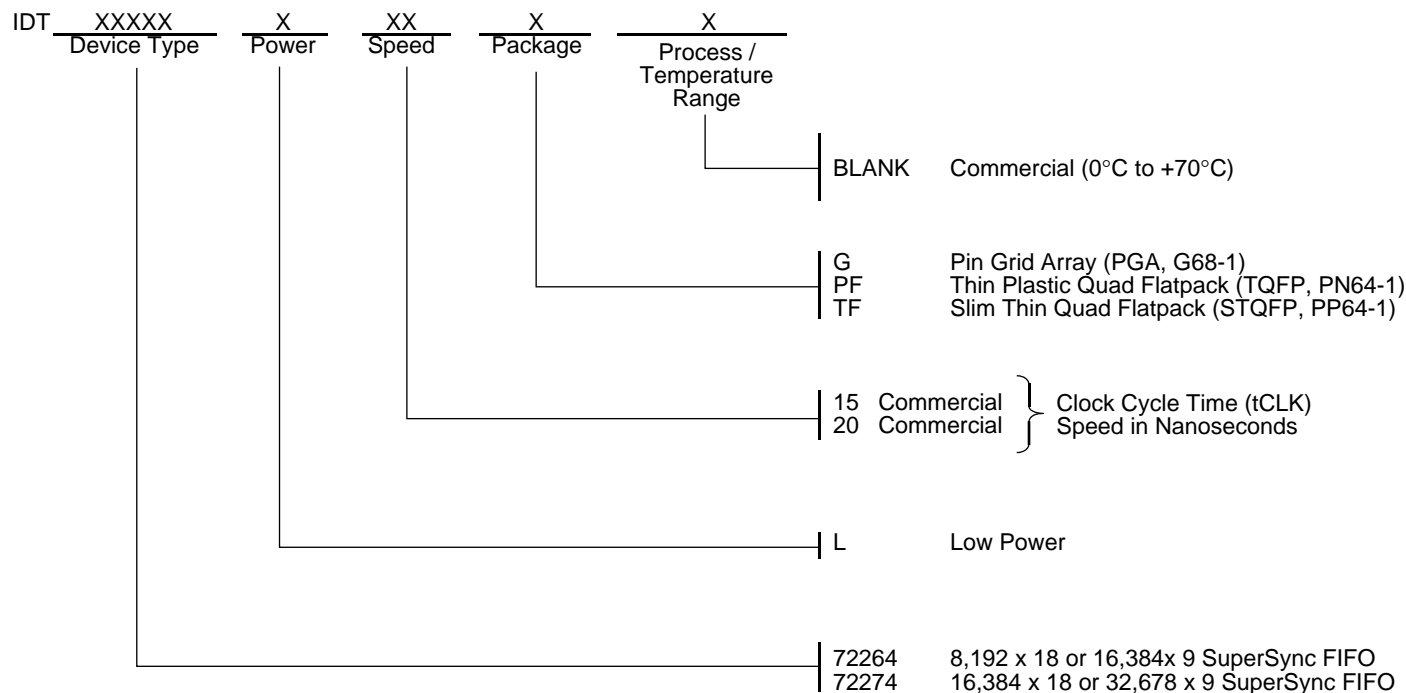 IDT XXXXX X XX X X
Device Type Power Speed Package Process /
Temperature
Range
BLANK Commercial (0°C to +70°C)
G Pin Grid Array (PGA, G68-1)
PF Thin Plastic Quad Flatpack (TQFP, PN64-1)
TF Slim Thin Quad Flatpack (STQFP, PP64-1)
15 Commercial Clock Cycle Time (tCLK)
20 Commercial Speed in Nanoseconds
L Low Power
72264 8,192 x 18 or 16,384x 9 SuperSync FIFO
72274 16,384 x 18 or 32,678 x 9 SuperSync FIFO